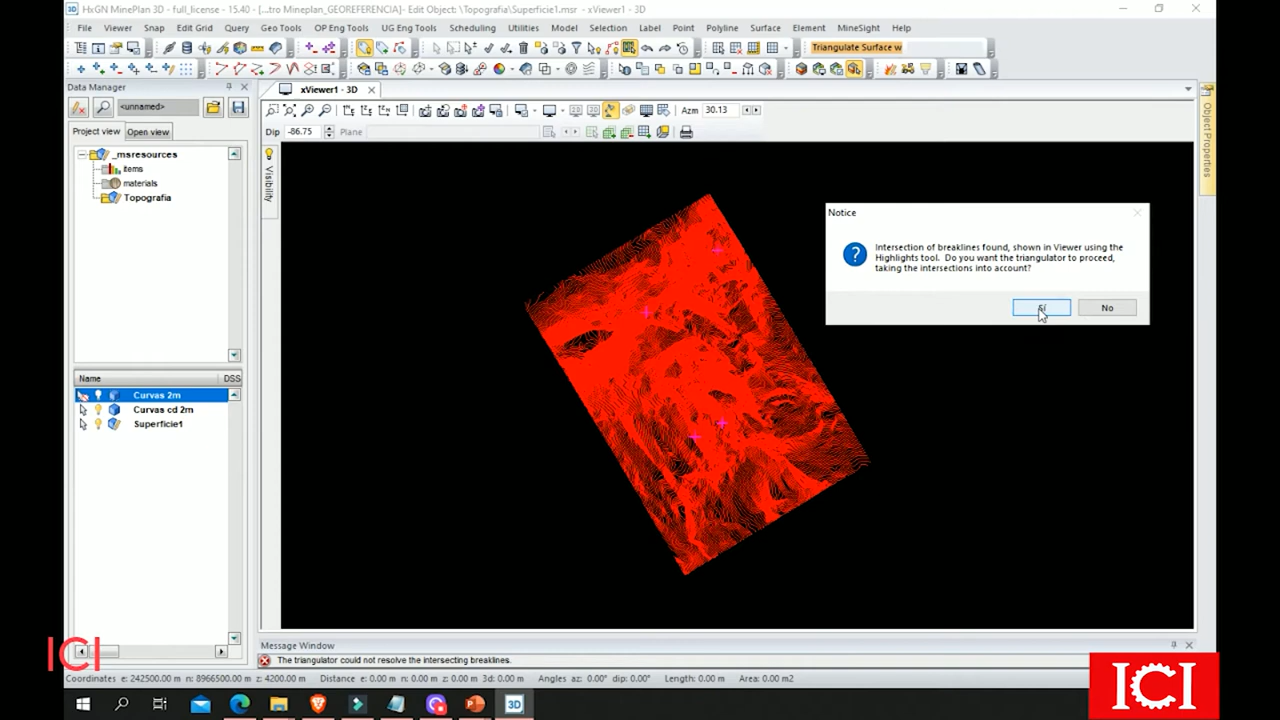 HxGN MinePlan 3D - full_license - 15.40 - [...tro Mineplan_GEOREFERENCIA]- Edit Object: \Topografia\Superficie1.msr - xViewer1 - 3D
File Viewer Snap Edit Grid Query Geo Tools OP Eng Tools UG Eng Tools Scheduling Utilities Model Selection Label Point Polyline Surface Element MineSight Help
Triangulate Surface w
Data Manager
xViewer1 - 3D
<unnamed>
Azm 30.13
Project view Open view
Dip -86.75 Plane
_msresources
items
materials
Topografia
Visibility
Object Properties
Notice
Intersection of breaklines found, shown in Viewer using the
Highlights tool. Do you want the triangulator to proceed,
taking the intersections into account?
No
Name DSS
Curvas 2m
Curvas cd 2m
Superficie1
Message Window
The triangulator could not resolve the intersecting breaklines.
Coordinates e: 242500.00 m n: 8966500.00 m z: 4200.00 m Distance e: 0.00 m n: 0.00 m z: 0.00 m 3d: 0.00 m Angles az: 0.00° dip: 0.00° Length: 0.00 m Area: 0.00 m2
ICI
3D
ICI